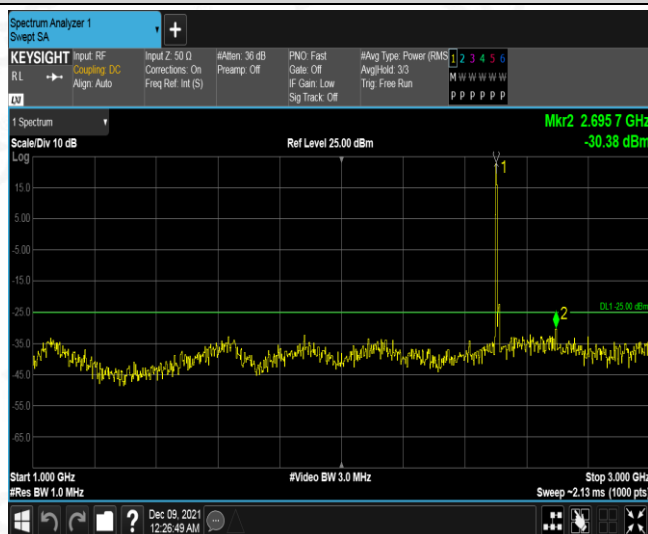 Spectrum Analyzer 1
Swept SA
+
KEYSIGHT
RL
LXI
Input: RF
Coupling: DC
Align: Auto
Input Z: 50 Ω
Corrections: On
Freq Ref: Int (S)
#Atten: 36 dB
Preamp: Off
PNO: Fast
Gate: Off
IF Gain: Low
Sig Track: Off
#Avg Type: Power (RMS
Avg|Hold: 3/3
Trig: Free Run
1 2 3 4 5 6
M W W W W W
P P P P P P
1 Spectrum
Mkr2 2.695 7 GHz
Scale/Div 10 dB
Ref Level 25.00 dBm
-30.38 dBm
Log
1
15.0
5.00
-5.00
-15.0
DL1 -25.00 dBm
-25.0
2
-35.0
-45.0
-55.0
-65.0
Start 1.000 GHz
#Video BW 3.0 MHz
Stop 3.000 GHz
#Res BW 1.0 MHz
Sweep ~2.13 ms (1000 pts)
?
Dec 09, 2021
12:26:49 AM